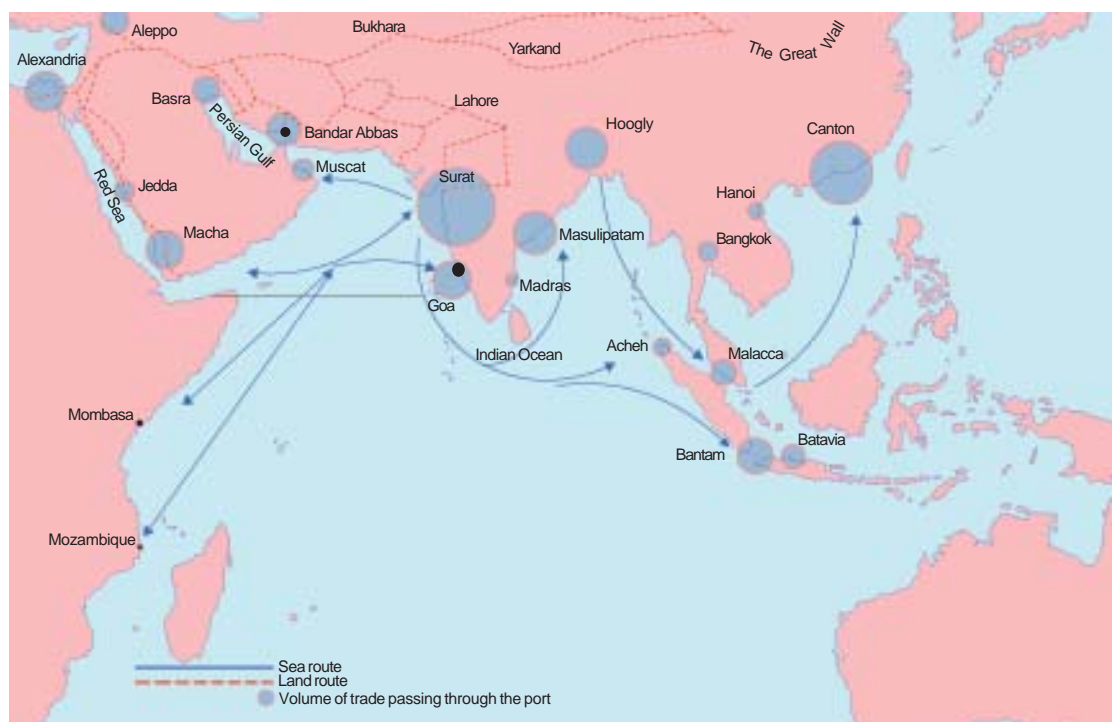 Aleppo
Bukhara
Yarkand
The Great Wall
Alexandria
Basra
Persian Gulf
Bandar Abbas
Lahore
Hoogly
Canton
Muscat
Surat
Red Sea
Jedda
Hanoi
Macha
Masulipatam
Bangkok
Goa
Madras
Indian Ocean
Acheh
Malacca
Mombasa
Bantam
Batavia
Mozambique
Sea route
Land route
Volume of trade passing through the port